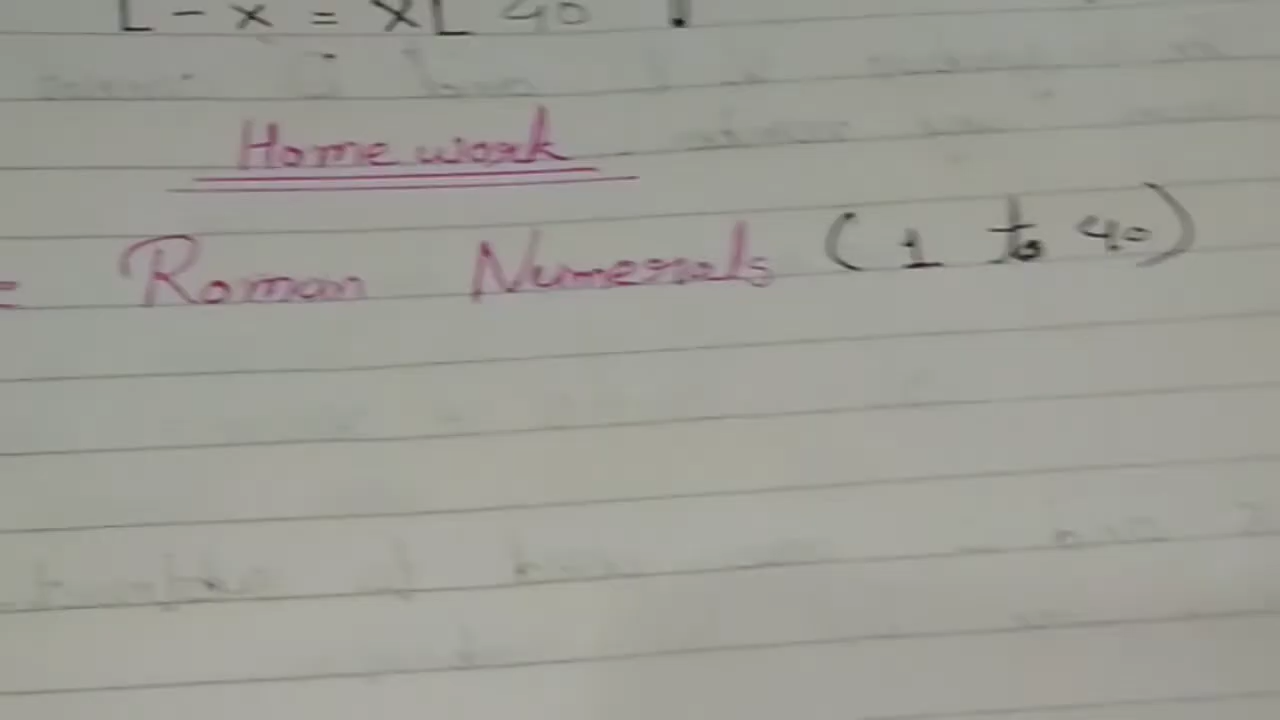 L - X = XL 40
Home work
= Roman Numerals (1 to 40)